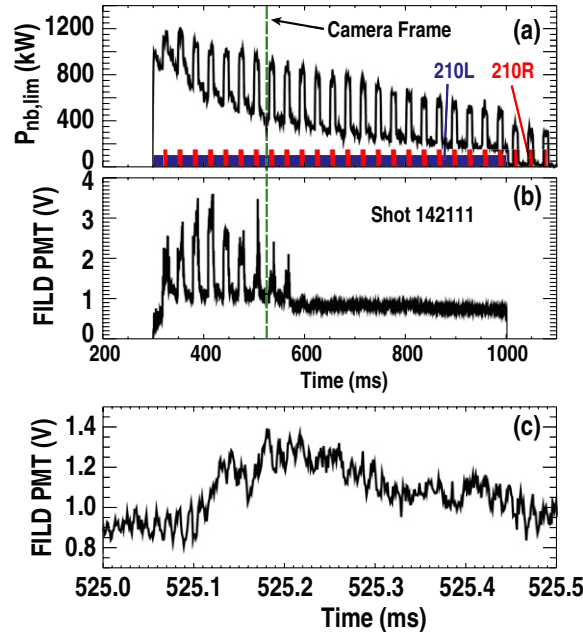 Camera Frame
(a)
1200
800
400
0
P_nb,lim (kW)
210L
210R
(b)
4
3
2
1
0
FILD PMT (V)
Shot 142111
200
400
600
800
1000
Time (ms)
(c)
1.4
1.2
1.0
0.8
FILD PMT (V)
525.0
525.1
525.2
525.3
525.4
525.5
Time (ms)